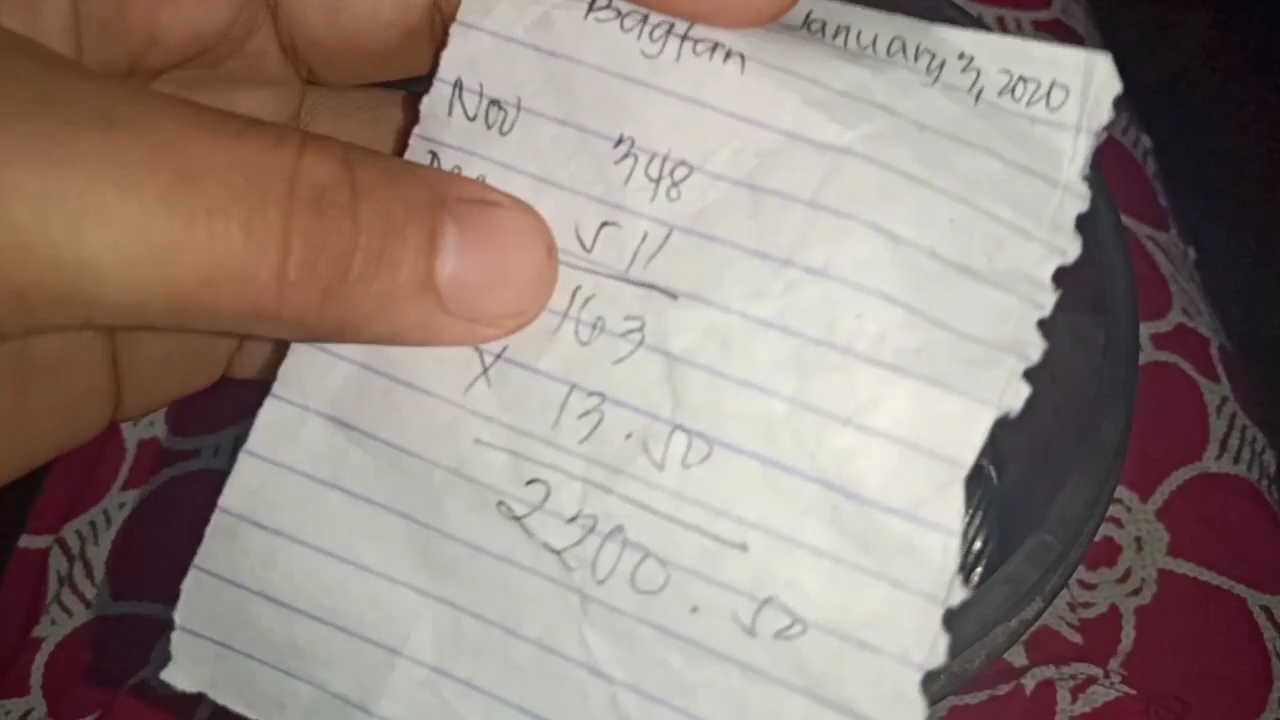 Bagtan January 3, 2020
Nov 348
511
163
X 13.50
2200.50